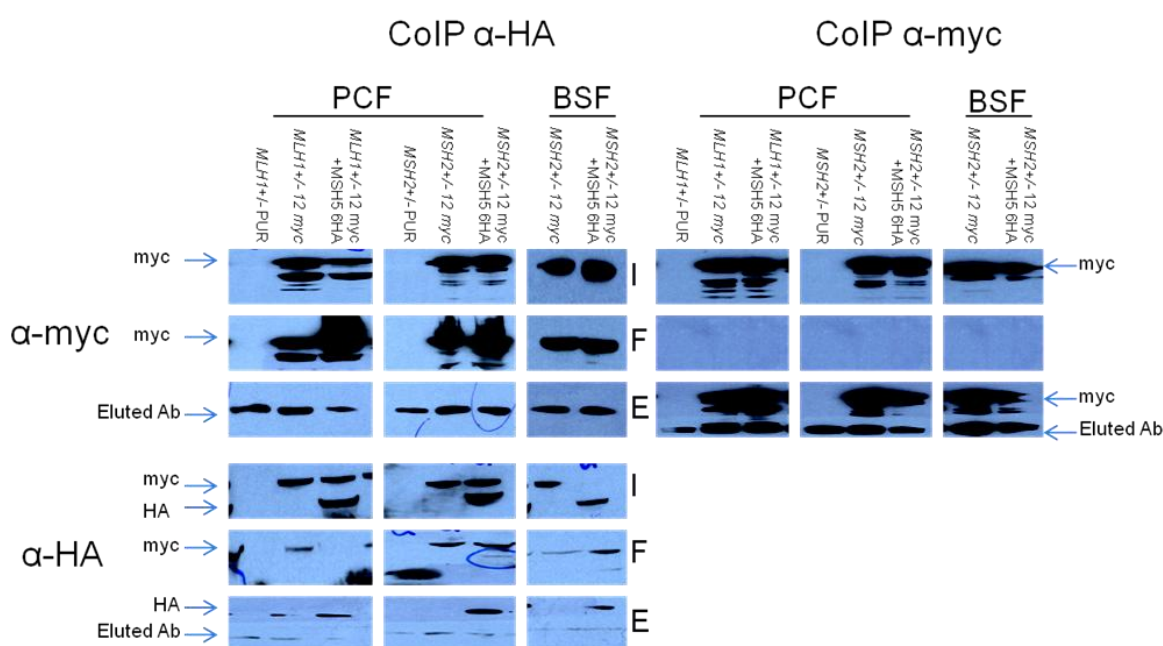 CoIP α-HA CoIP α-myc
PCF BSF PCF BSF
MLH1+/- PUR
MLH1+/- 12 myc
MLH1+/- 12 myc
+MSH5 6HA
MSH2+/- PUR
MSH2+/- 12 myc
MSH2+/- 12 myc
+MSH5 6HA
MSH2+/- 12 myc
MSH2+/- 12 myc
+MSH5 6HA
MLH1+/- PUR
MLH1+/- 12 myc
MLH1+/- 12 myc
+MSH5 6HA
MSH2+/- PUR
MSH2+/- 12 myc
MSH2+/- 12 myc
+MSH5 6HA
MSH2+/- 12 myc
MSH2+/- 12 myc
+MSH5 6HA
myc I myc
α-myc myc F
Eluted Ab E myc
Eluted Ab
myc I
HA
α-HA myc F
HA E
Eluted Ab